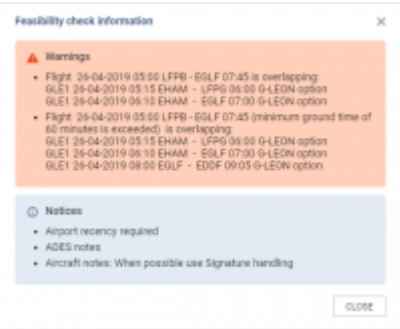 Feasibility check information
Warnings
Flight: 26-04-2019 05:00 LFPB - EGLF 07:45 is overlapping:
GLE1 26-04-2019 05:15 EHAM - LFPG 06:00 G-LEON option
GLE1 26-04-2019 06:10 EHAM - EGLF 07:00 G-LEON option
Flight: 26-04-2019 05:00 LFPB - EGLF 07:45 (minimum ground time of
60 minutes is exceeded) is overlapping:
GLE1 26-04-2019 05:15 EHAM - LFPG 06:00 G-LEON option
GLE1 26-04-2019 06:10 EHAM - EGLF 07:00 G-LEON option
GLE1 26-04-2019 08:00 EGLF - EDDF 09:05 G-LEON option
Notices
Airport recency required
ADES notes
Aircraft notes: When possible use Signature handling
CLOSE